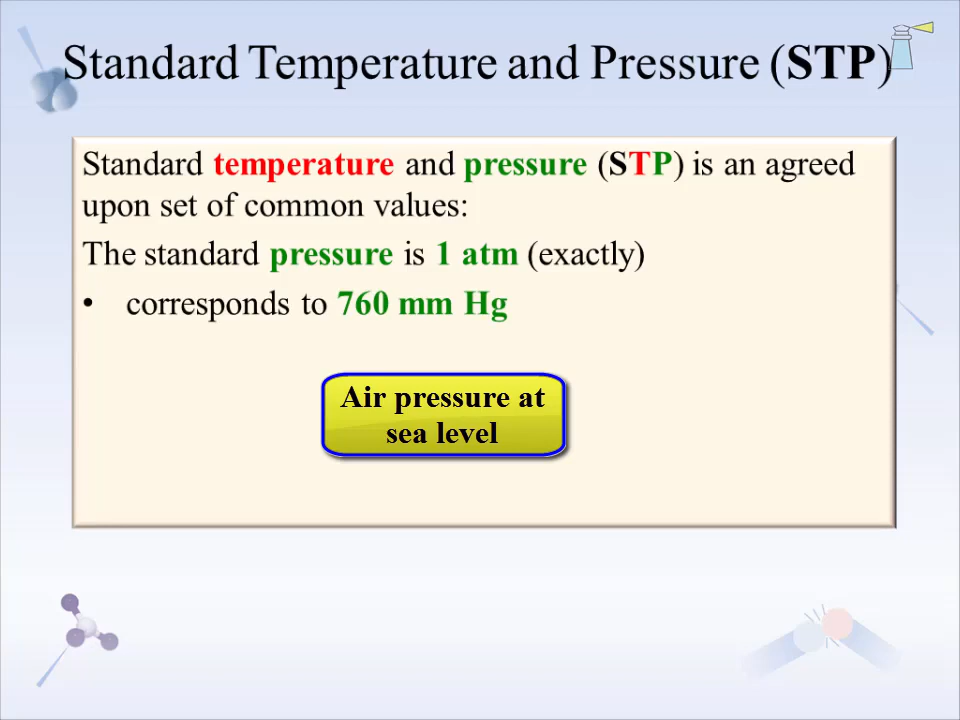 Standard Temperature and Pressure (STP)
Standard temperature and pressure (STP) is an agreed
upon set of common values:
The standard pressure is 1 atm (exactly)
• corresponds to 760 mm Hg
Air pressure at
sea level